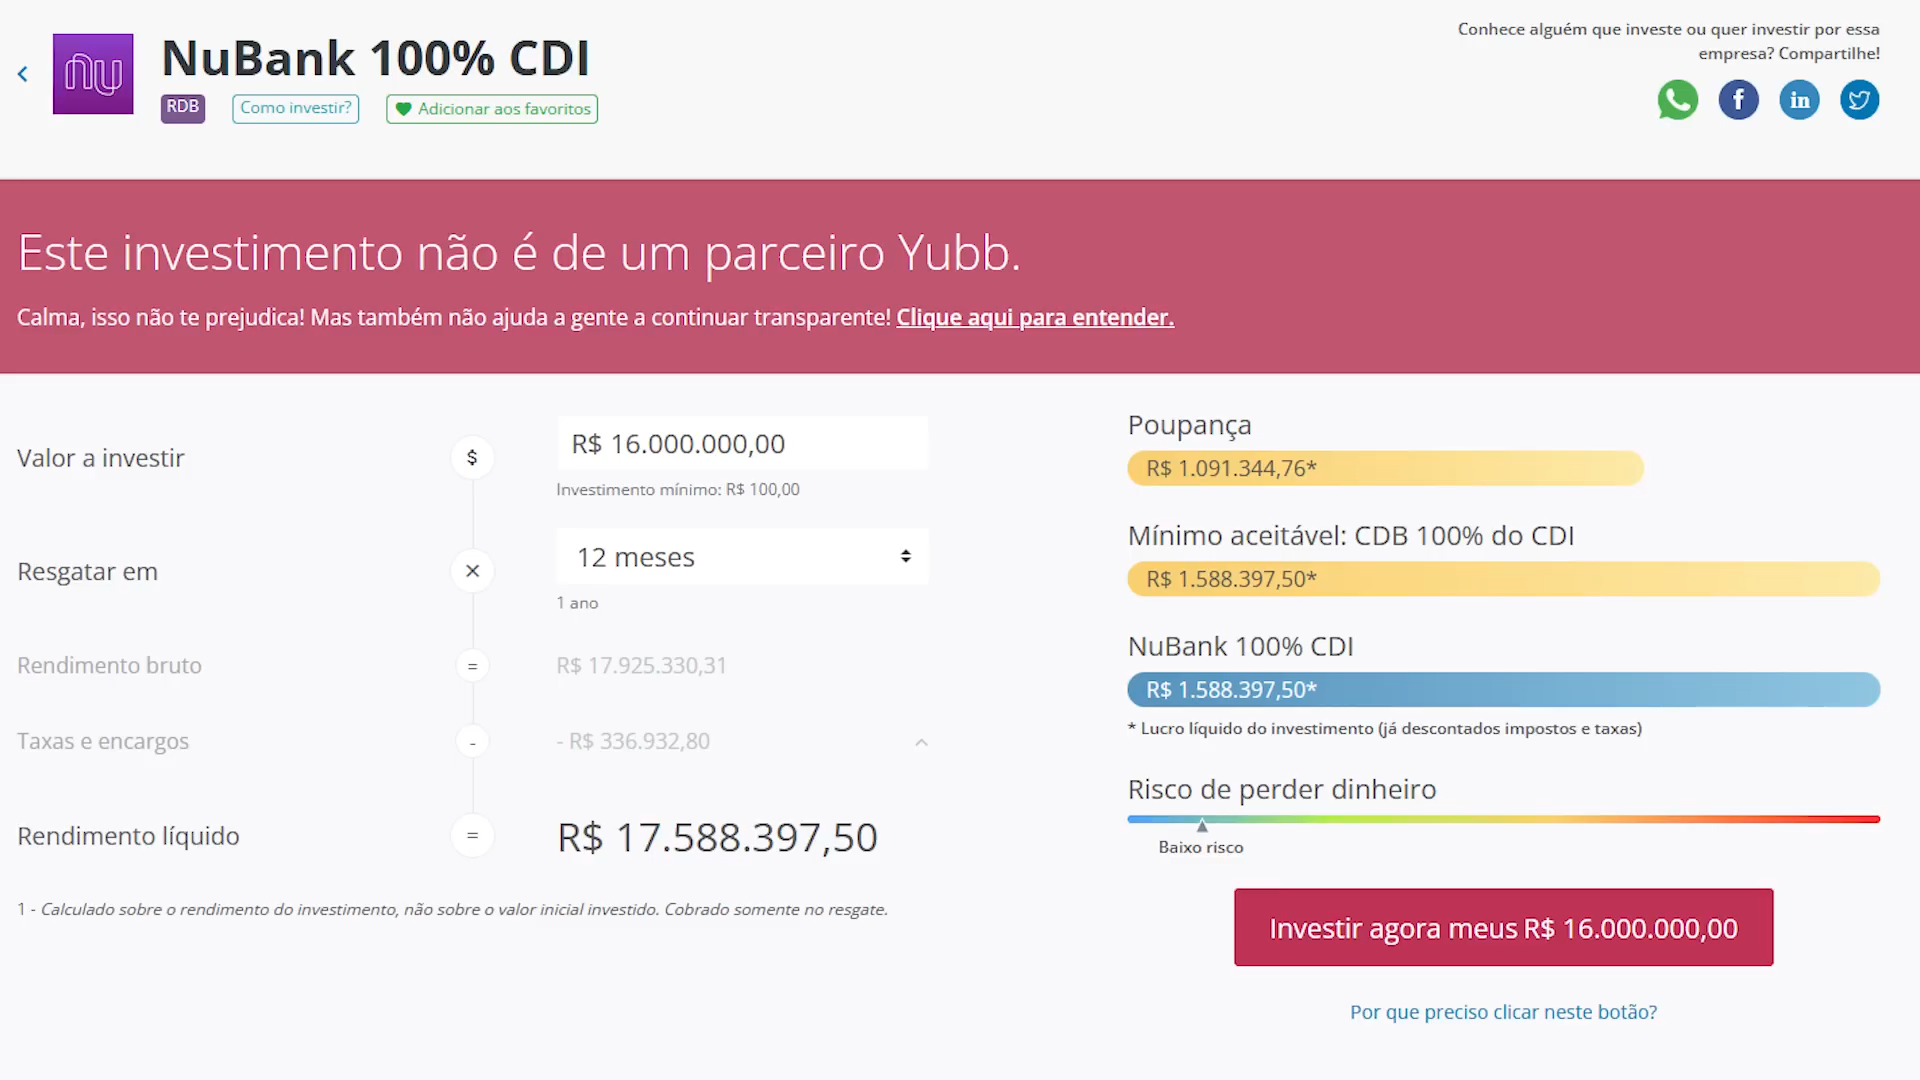 Conhece alguém que investe ou quer investir por essa
empresa? Compartilhe!
nu
NuBank 100% CDI
RDB
Como investir?
Adicionar aos favoritos
f
in
Este investimento não é de um parceiro Yubb.
Calma, isso não te prejudica! Mas também não ajuda a gente a continuar transparente! Clique aqui para entender.
Valor a investir
$
R$ 16.000.000,00
Investimento mínimo: R$ 100,00
Resgatar em
×
12 meses
1 ano
Rendimento bruto
=
R$ 17.925.330,31
Taxas e encargos
-
- R$ 336.932,80
Rendimento líquido
=
R$ 17.588.397,50
1 - Calculado sobre o rendimento do investimento, não sobre o valor inicial investido. Cobrado somente no resgate.
Poupança
R$ 1.091.344,76*
Mínimo aceitável: CDB 100% do CDI
R$ 1.588.397,50*
NuBank 100% CDI
R$ 1.588.397,50*
* Lucro líquido do investimento (já descontados impostos e taxas)
Risco de perder dinheiro
Baixo risco
Investir agora meus R$ 16.000.000,00
Por que preciso clicar neste botão?